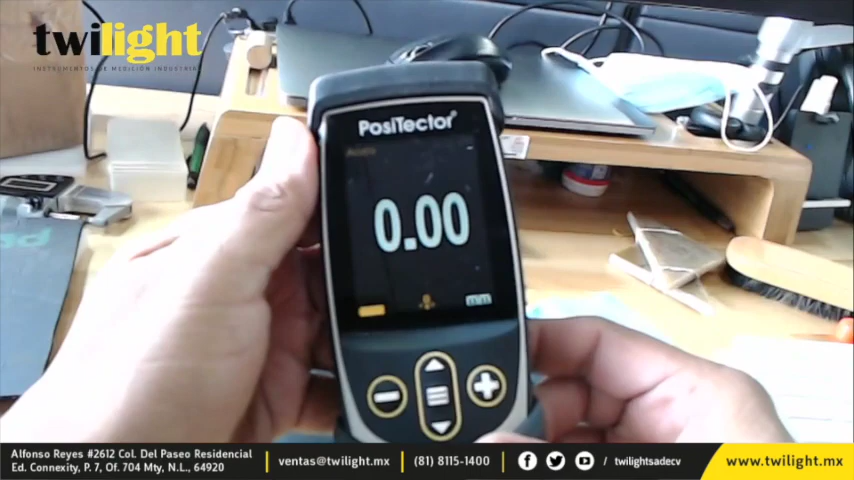 twilight
INSTRUMENTOS DE MEDICIÓN INDUSTRIAL
PosiTector
0.00
Alfonso Reyes #2612 Col. Del Paseo Residencial
Ed. Connexity, P. 7, Of. 704 Mty, N.L., 64920
ventas@twilight.mx
(81) 8115-1400
/ twilightsadecv
www.twilight.mx